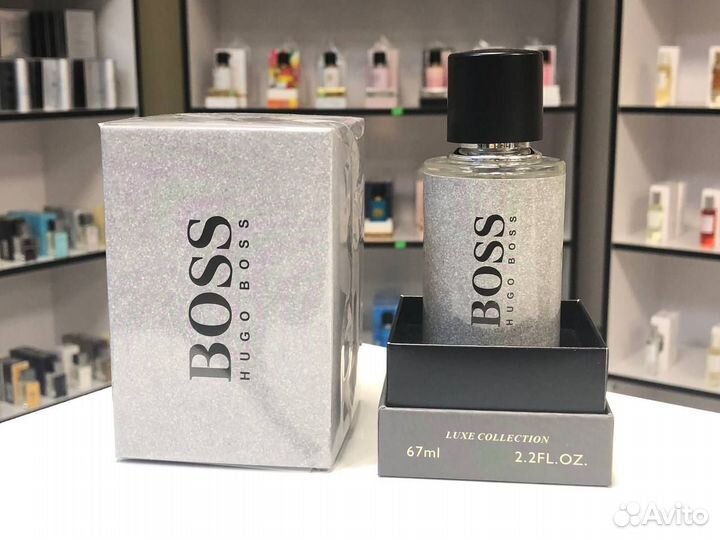 BOSS
HUGO BOSS
BOSS
HUGO BOSS
LUXE COLLECTION
67ml 2.2FL.OZ.
Avito